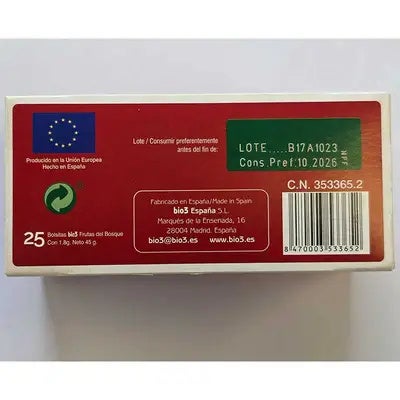 Producido en la Unión Europea
Hecho en España
Lote / Consumir preferentemente
antes del fin de:
LOTE.....B17A1023
Cons.Pref:10.2026
MPF
C.N. 353365.2
Fabricado en España/Made in Spain
bio3 España S.L.
Marqués de la Ensenada, 16
28004 Madrid. España
bio3@bio3.es www.bio3.es
25 Bolsitas bio3 Frutas del Bosque
Con 1,8g. Neto 45 g.
8 470003 533652